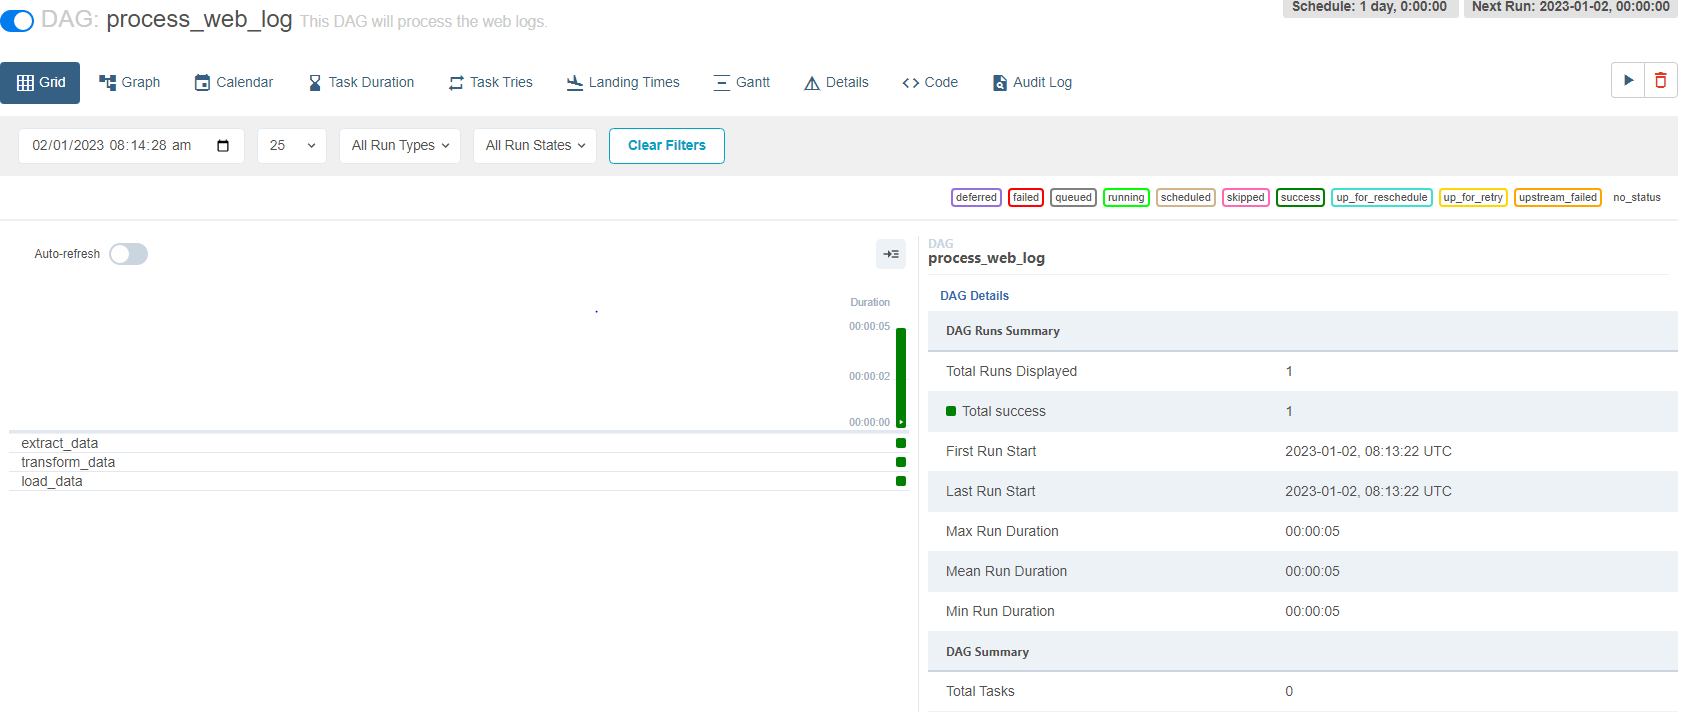 DAG: process_web_log This DAG will process the web logs.
Schedule: 1 day, 0:00:00
Next Run: 2023-01-02, 00:00:00
Grid
Graph
Calendar
Task Duration
Task Tries
Landing Times
Gantt
Details
Code
Audit Log
02/01/2023 08:14:28 am
25
All Run Types
All Run States
Clear Filters
deferred
failed
queued
running
scheduled
skipped
success
up_for_reschedule
up_for_retry
upstream_failed
no_status
Auto-refresh
Duration
00:00:05
00:00:02
00:00:00
extract_data
transform_data
load_data
DAG
process_web_log
DAG Details
DAG Runs Summary
Total Runs Displayed 1
Total success 1
First Run Start 2023-01-02, 08:13:22 UTC
Last Run Start 2023-01-02, 08:13:22 UTC
Max Run Duration 00:00:05
Mean Run Duration 00:00:05
Min Run Duration 00:00:05
DAG Summary
Total Tasks 0